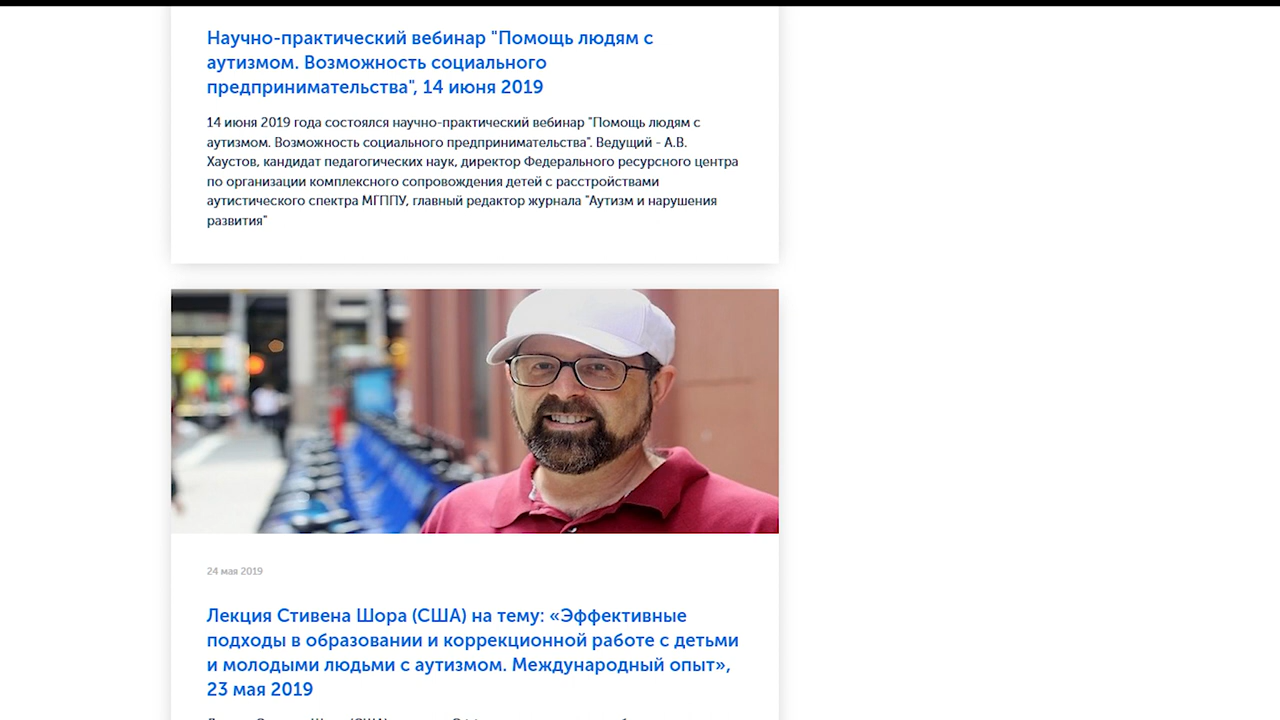 Научно-практический вебинар "Помощь людям с
аутизмом. Возможность социального
предпринимательства", 14 июня 2019
14 июня 2019 года состоялся научно-практический вебинар "Помощь людям с
аутизмом. Возможность социального предпринимательства". Ведущий - А.В.
Хаустов, кандидат педагогических наук, директор Федерального ресурсного центра
по организации комплексного сопровождения детей с расстройствами
аутистического спектра МГППУ, главный редактор журнала "Аутизм и нарушения
развития"
24 мая 2019
Лекция Стивена Шора (США) на тему: «Эффективные
подходы в образовании и коррекционной работе с детьми
и молодыми людьми с аутизмом. Международный опыт»,
23 мая 2019